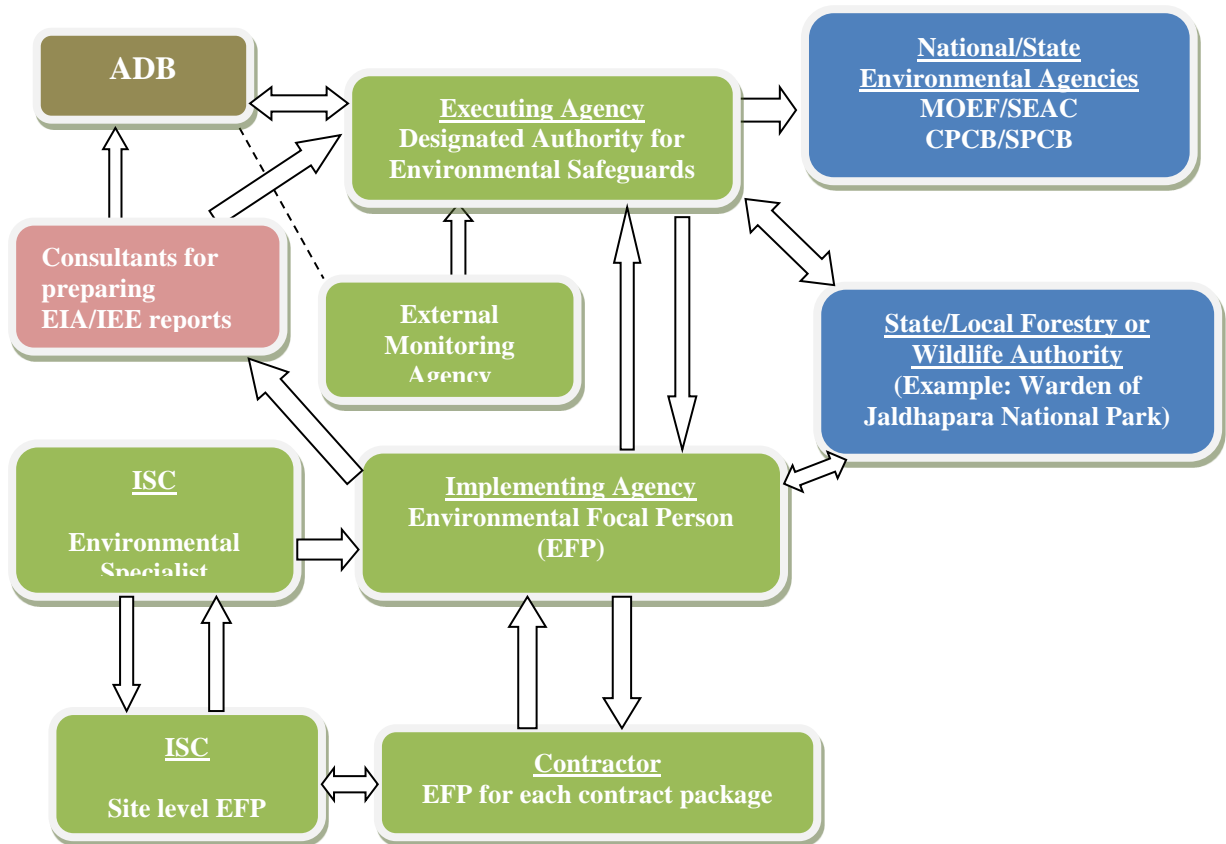 ADB
Executing Agency
Designated Authority for
Environmental Safeguards
National/State
Environmental Agencies
MOEF/SEAC
CPCB/SPCB
Consultants for
preparing
EIA/IEE reports
External
Monitoring
Agency
State/Local Forestry or
Wildlife Authority
(Example: Warden of
Jaldhapara National Park)
ISC
Environmental
Specialist
Implementing Agency
Environmental Focal Person
(EFP)
ISC
Site level EFP
Contractor
EFP for each contract package